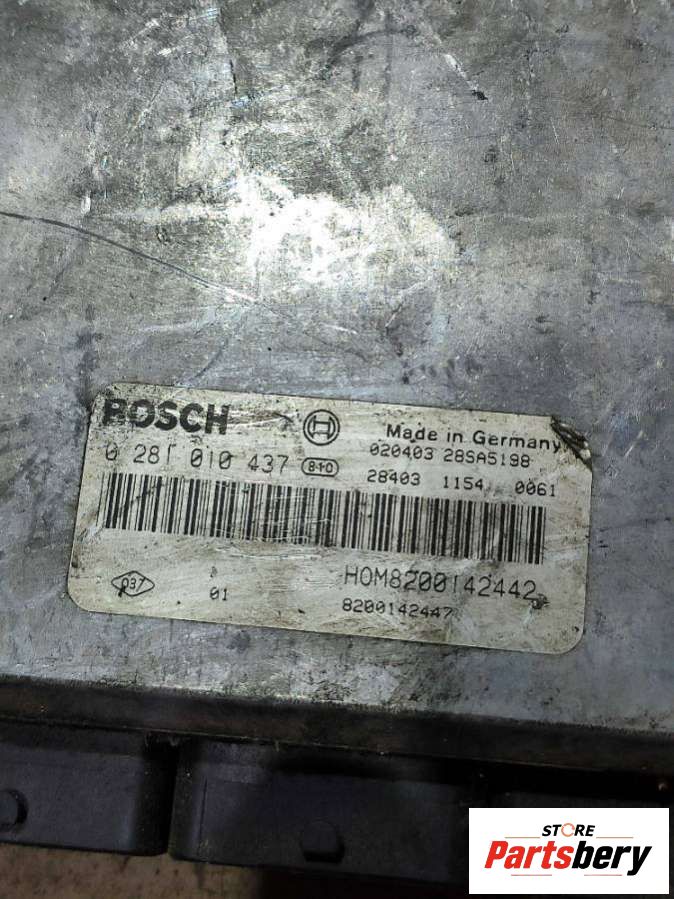 BOSCH
Made in Germany
0 281 010 437 810
020403 28SA5198
28403 1154 0061
HOM8200142442
037
01
8200142447
STORE
Partsbery